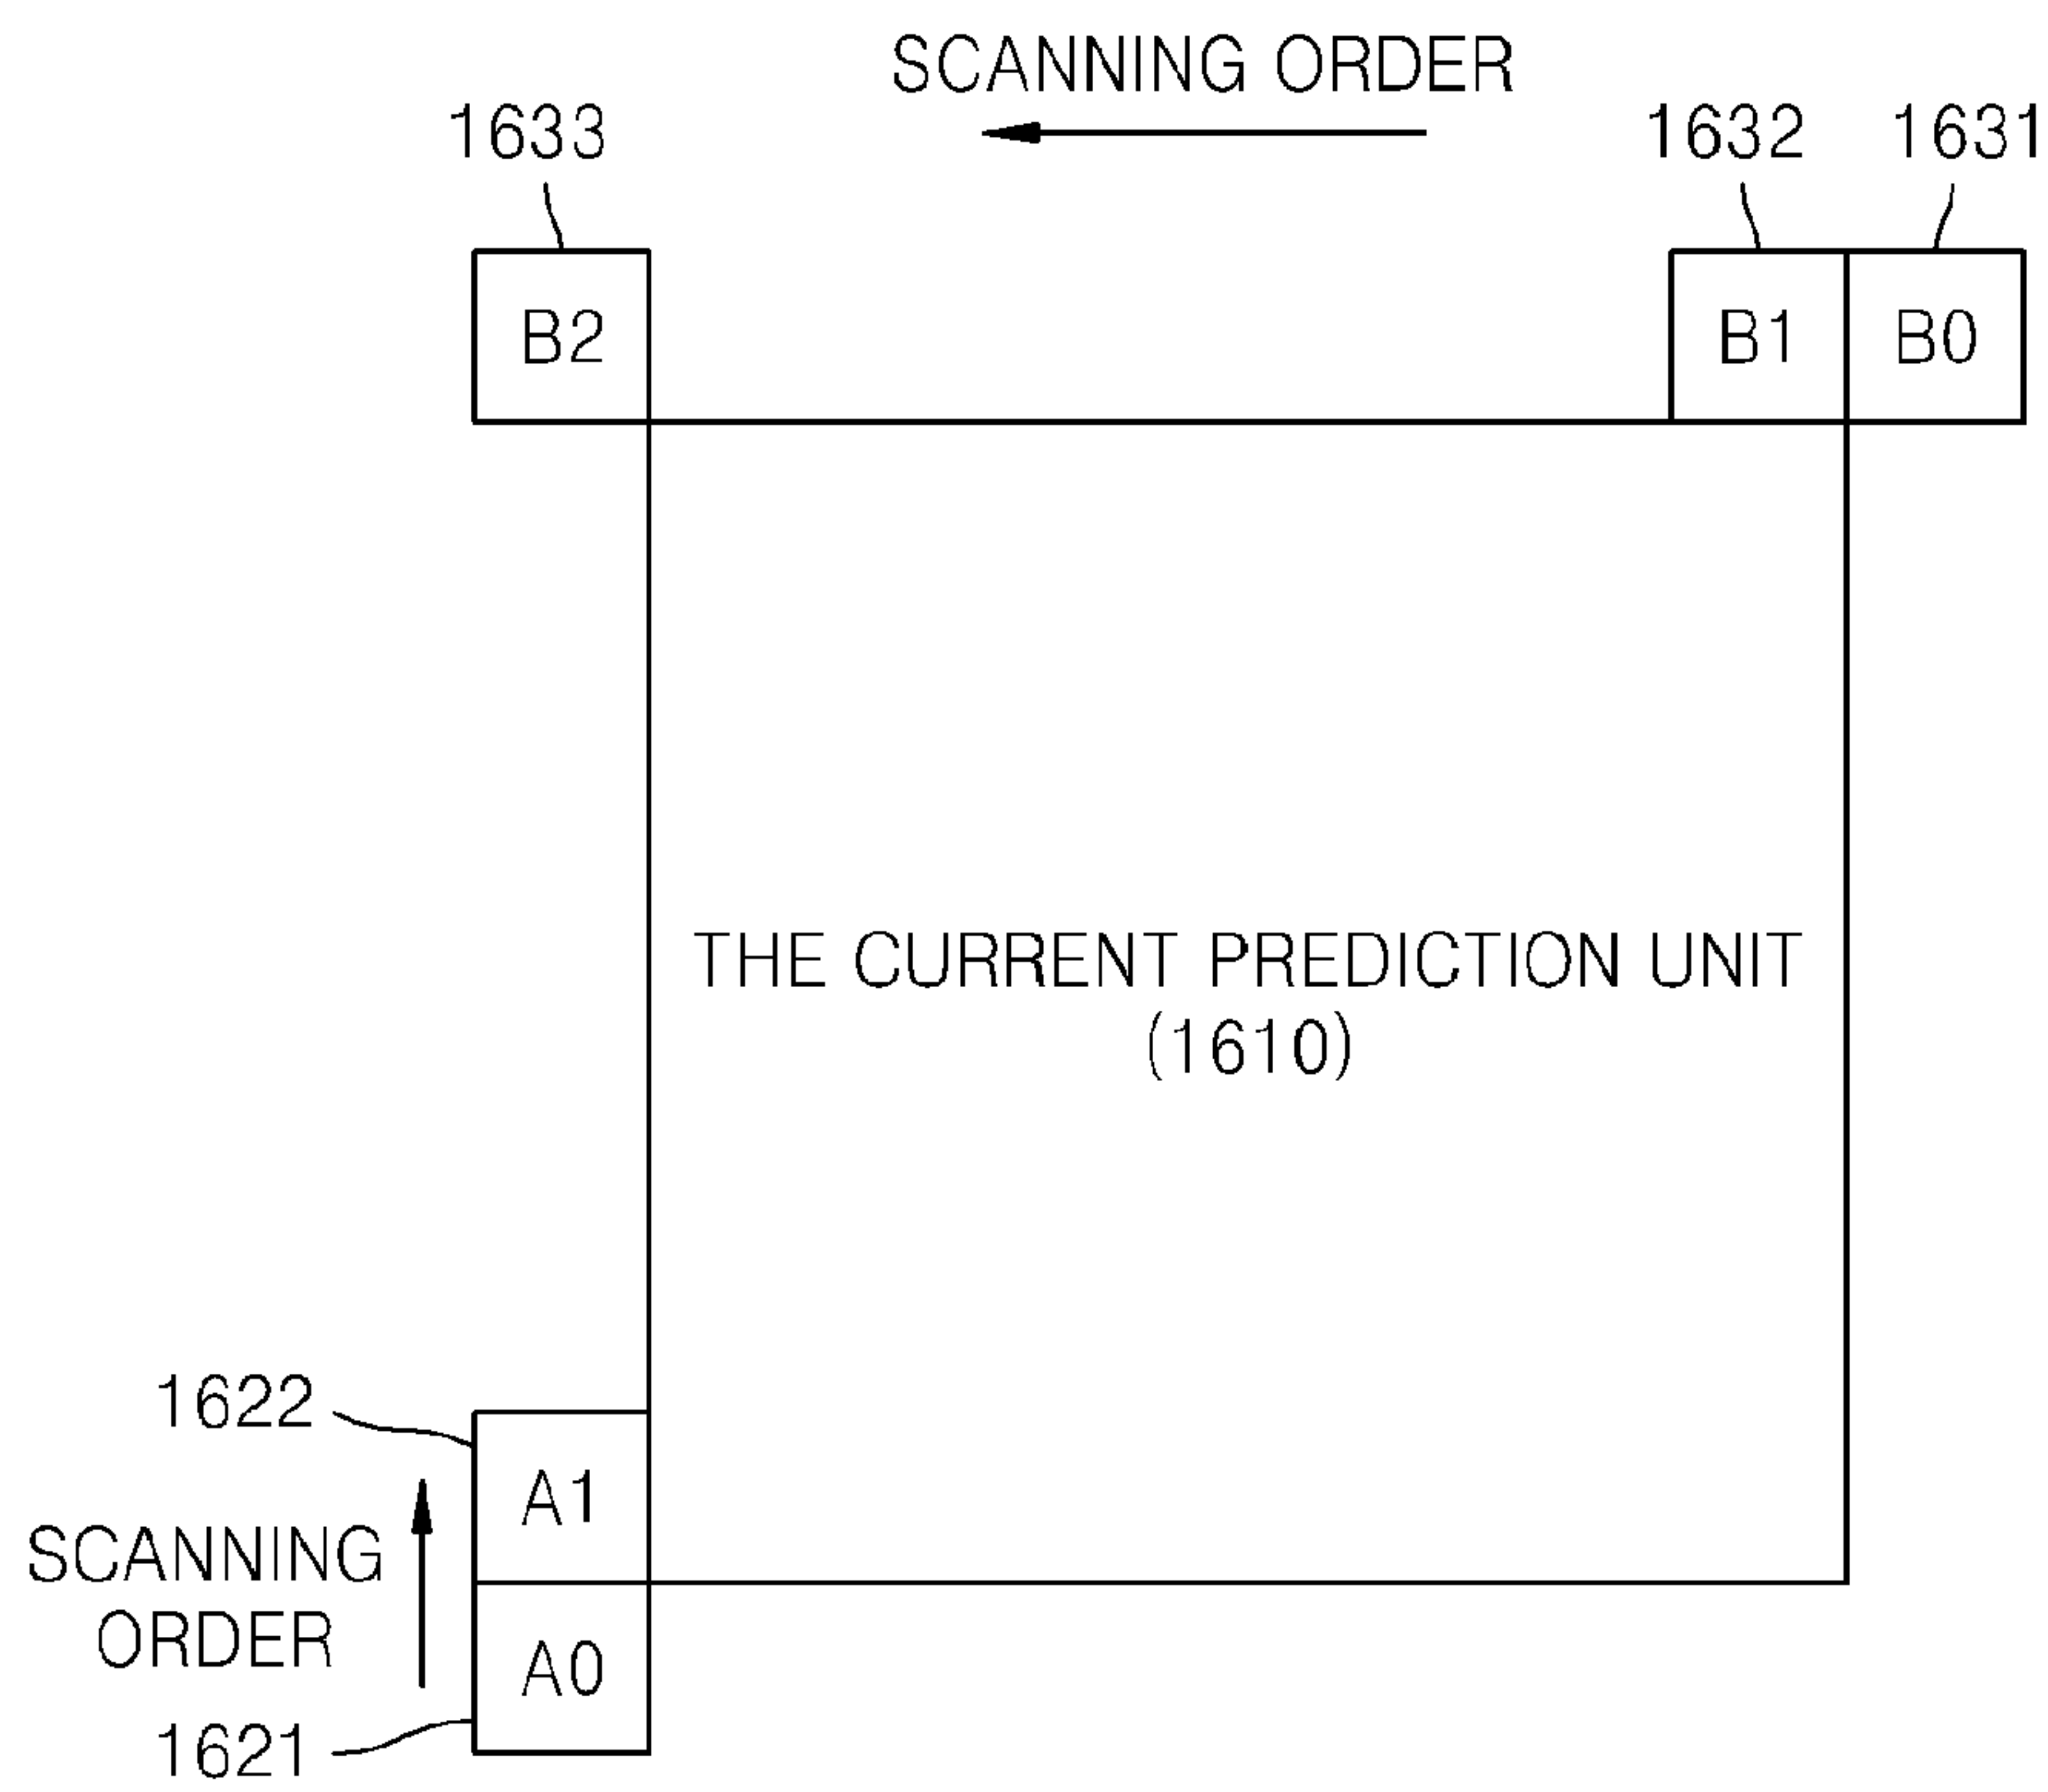 SCANNING ORDER
1633
1632
1631
B2
B1
B0
THE CURRENT PREDICTION UNIT
(1610)
1622
A1
SCANNING
ORDER
A0
1621